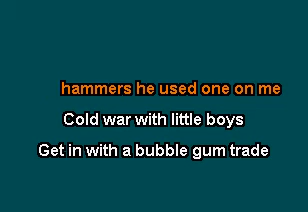 hammers he used one on me
Cold war with little boys
Get in with a bubble gum trade